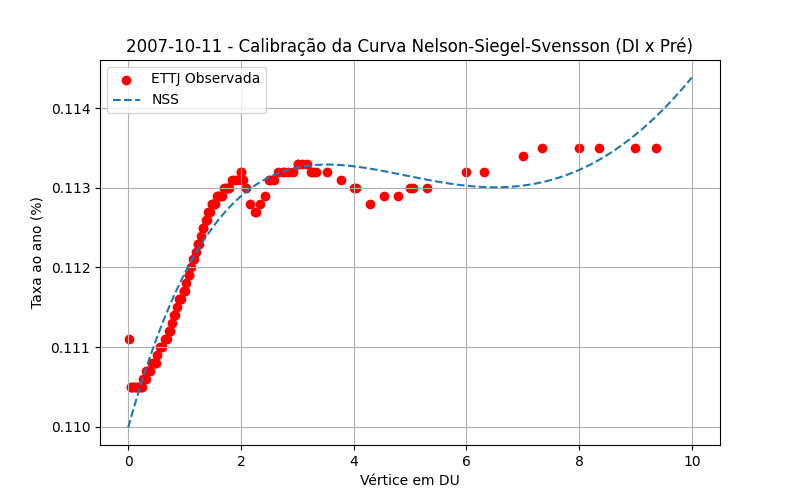 2007-10-11 - Calibração da Curva Nelson-Siegel-Svensson (DI x Pré)
ETTJ Observada
NSS
Taxa ao ano (%)
0.114
0.113
0.112
0.111
0.110
0 2 4 6 8 10
Vértice em DU